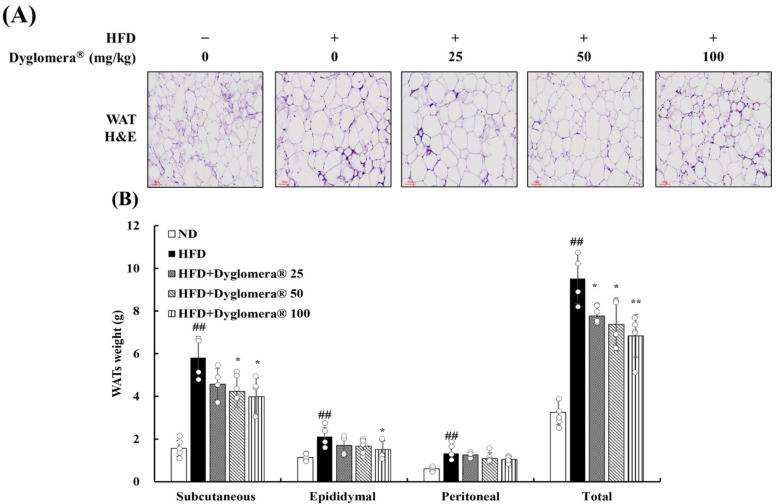 (A)
HFD − + + + +
Dyglomera® (mg/kg) 0 0 25 50 100
WAT
H&E
(B)
WATs weight (g)
12
10
8
6
4
2
0
ND
HFD
HFD+Dyglomera® 25
HFD+Dyglomera® 50
HFD+Dyglomera® 100
## * *
## *
##
## * * **
Subcutaneous Epididymal Peritoneal Total